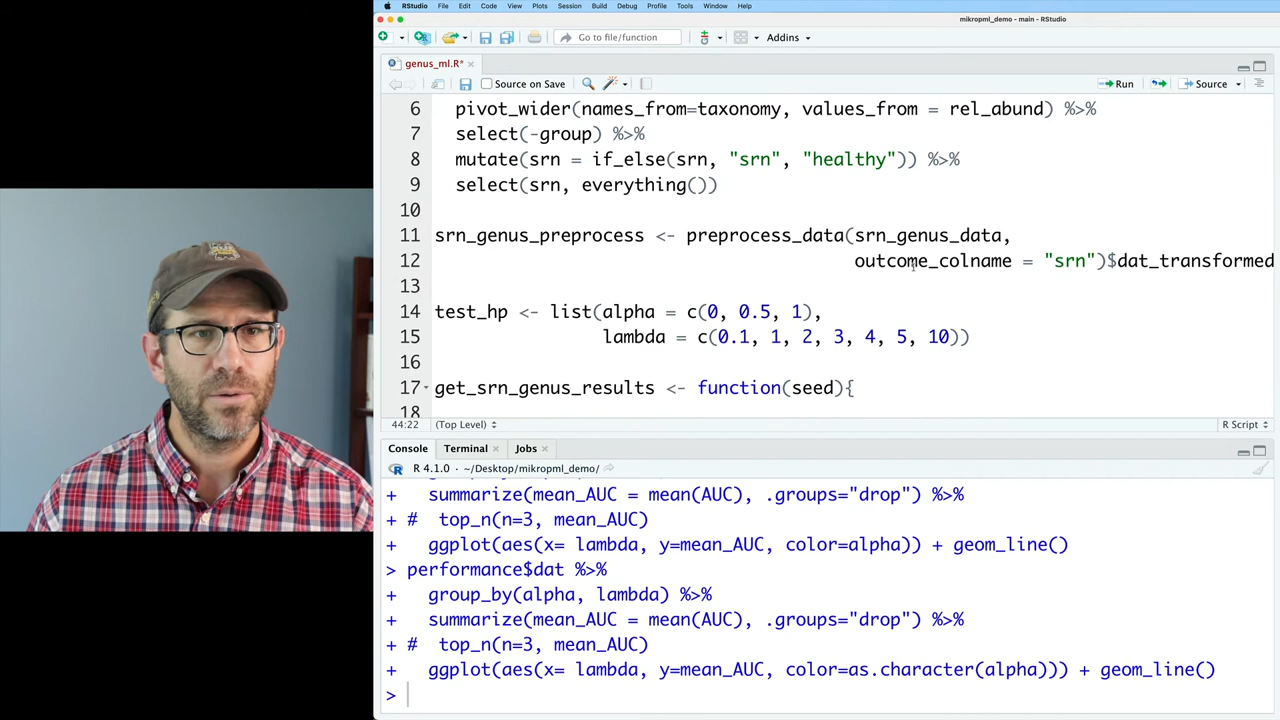 RStudio File Edit Code View Plots Session Build Debug Profile Tools Window Help
mikropml_demo - main - RStudio
Go to file/function Addins
genus_ml.R*
Source on Save Run Source
6 pivot_wider(names_from=taxonomy, values_from = rel_abund) %>%
7 select(-group) %>%
8 mutate(srn = if_else(srn, "srn", "healthy")) %>%
9 select(srn, everything())
10
11 srn_genus_preprocess <- preprocess_data(srn_genus_data,
12 outcome_colname = "srn")$dat_transformed
13
14 test_hp <- list(alpha = c(0, 0.5, 1),
15 lambda = c(0.1, 1, 2, 3, 4, 5, 10))
16
17 get_srn_genus_results <- function(seed){
18
44:22 (Top Level) R Script
Console Terminal Jobs
R 4.1.0 · ~/Desktop/mikropml_demo/
+ summarize(mean_AUC = mean(AUC), .groups="drop") %>%
+ # top_n(n=3, mean_AUC)
+ ggplot(aes(x= lambda, y=mean_AUC, color=alpha)) + geom_line()
> performance$dat %>%
+ group_by(alpha, lambda) %>%
+ summarize(mean_AUC = mean(AUC), .groups="drop") %>%
+ # top_n(n=3, mean_AUC)
+ ggplot(aes(x= lambda, y=mean_AUC, color=as.character(alpha))) + geom_line()
>